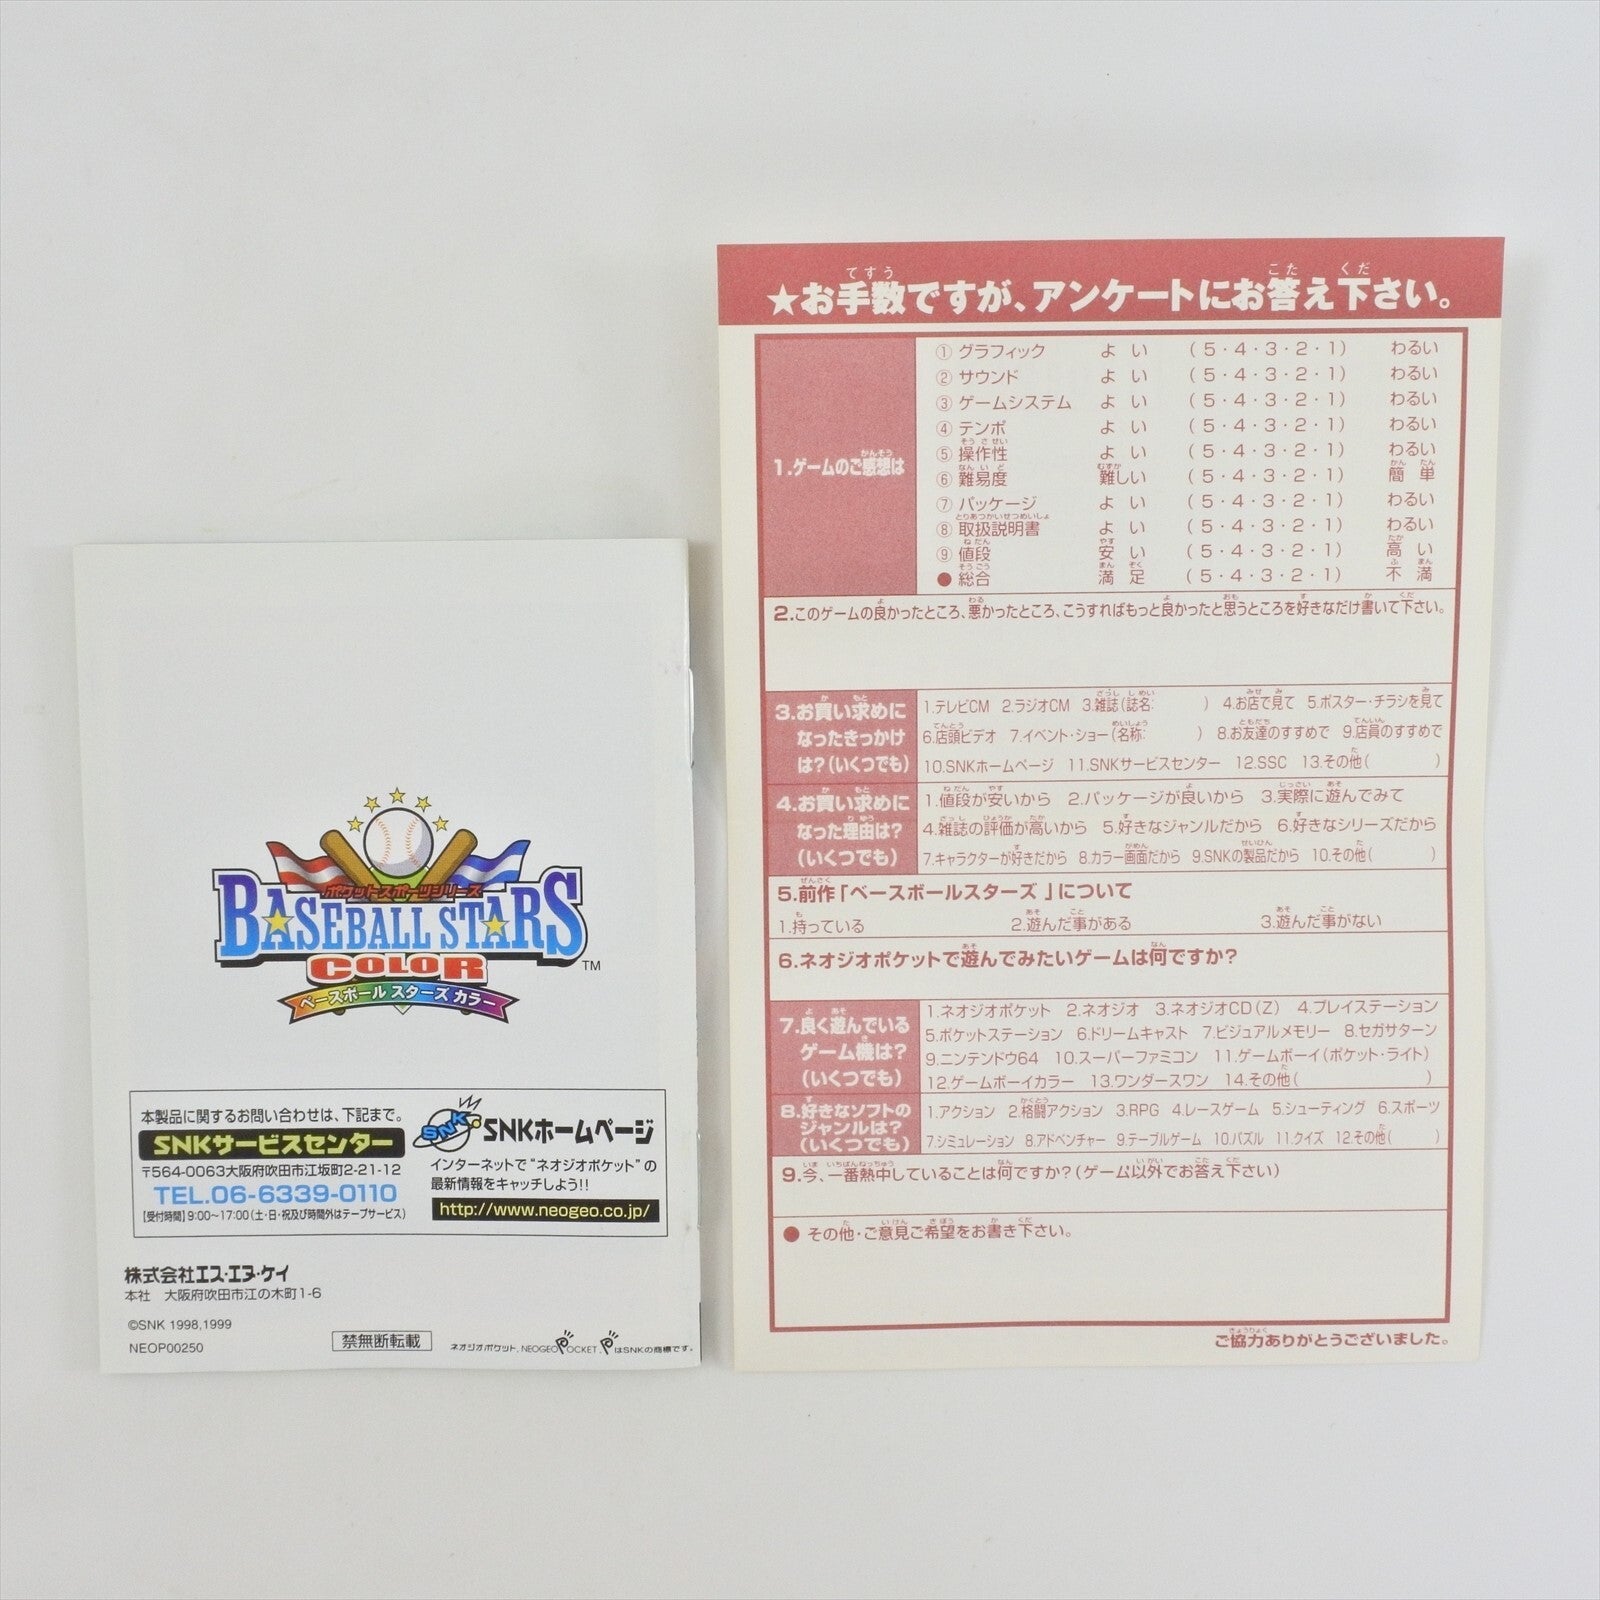 ポケットスポーツシリーズ
BASEBALL STARS
COLOR
TM
ベースボール スターズ カラー
本製品に関するお問い合わせは、下記まで。
SNKサービスセンター
〒564-0063大阪府吹田市江坂町2-21-12
TEL.06-6339-0110
【受付時間】9:00〜17:00(土・日・祝及び時間外はテープサービス)
SNK SNKホームページ
インターネットで"ネオジオポケット"の
最新情報をキャッチしよう!!
http://www.neogeo.co.jp/
株式会社エス・エヌ・ケイ
本社 大阪府吹田市江の木町1-6
©SNK 1998,1999
NEOP00250
禁無断転載
ネオジオポケット、NEOGEO POCKET、PはSNKの商標です。
★お手数ですが、アンケートにお答え下さい。
1.ゲームのご感想は
① グラフィック よい (5・4・3・2・1) わるい
② サウンド よい (5・4・3・2・1) わるい
③ ゲームシステム よい (5・4・3・2・1) わるい
④ テンポ よい (5・4・3・2・1) わるい
⑤ 操作性 よい (5・4・3・2・1) わるい
⑥ 難易度 難しい (5・4・3・2・1) 簡単
⑦ パッケージ よい (5・4・3・2・1) わるい
⑧ 取扱説明書 よい (5・4・3・2・1) わるい
⑨ 値段 安い (5・4・3・2・1) 高い
● 総合 満足 (5・4・3・2・1) 不満
2.このゲームの良かったところ、悪かったところ、こうすればもっと良かったと思うところを好きなだけ書いて下さい。
3.お買い求めに
なったきっかけ
は?(いくつでも)
1.テレビCM 2.ラジオCM 3.雑誌(誌名: ) 4.お店で見て 5.ポスター・チラシを見て
6.店頭ビデオ 7.イベント・ショー(名称: ) 8.お友達のすすめで 9.店員のすすめで
10.SNKホームページ 11.SNKサービスセンター 12.SSC 13.その他( )
4.お買い求めに
なった理由は?
(いくつでも)
1.値段が安いから 2.パッケージが良いから 3.実際に遊んでみて
4.雑誌の評価が高いから 5.好きなジャンルだから 6.好きなシリーズだから
7.キャラクターが好きだから 8.カラー画面だから 9.SNKの製品だから 10.その他( )
5.前作「ベースボールスターズ」について
1.持っている 2.遊んだ事がある 3.遊んだ事がない
6.ネオジオポケットで遊んでみたいゲームは何ですか?
7.良く遊んでいる
ゲーム機は?
(いくつでも)
1.ネオジオポケット 2.ネオジオ 3.ネオジオCD(Z) 4.プレイステーション
5.ポケットステーション 6.ドリームキャスト 7.ビジュアルメモリー 8.セガサターン
9.ニンテンドウ64 10.スーパーファミコン 11.ゲームボーイ(ポケット・ライト)
12.ゲームボーイカラー 13.ワンダースワン 14.その他( )
8.好きなソフトの
ジャンルは?
(いくつでも)
1.アクション 2.格闘アクション 3.RPG 4.レースゲーム 5.シューティング 6.スポーツ
7.シミュレーション 8.アドベンチャー 9.テーブルゲーム 10.パズル 11.クイズ 12.その他( )
9.今、一番熱中していることは何ですか?(ゲーム以外でお答え下さい)
● その他・ご意見ご希望をお書き下さい。
ご協力ありがとうございました。